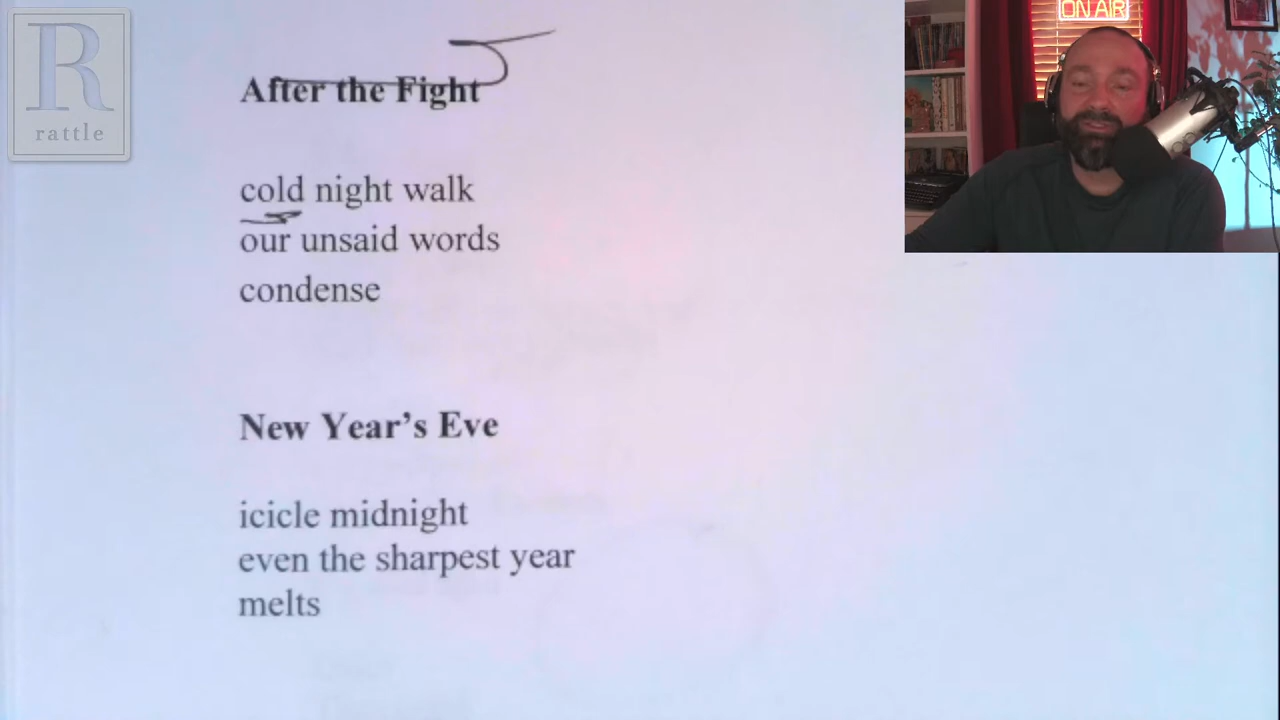 R
rattle
ON AIR
After the Fight
cold night walk
our unsaid words
condense
New Year's Eve
icicle midnight
even the sharpest year
melts